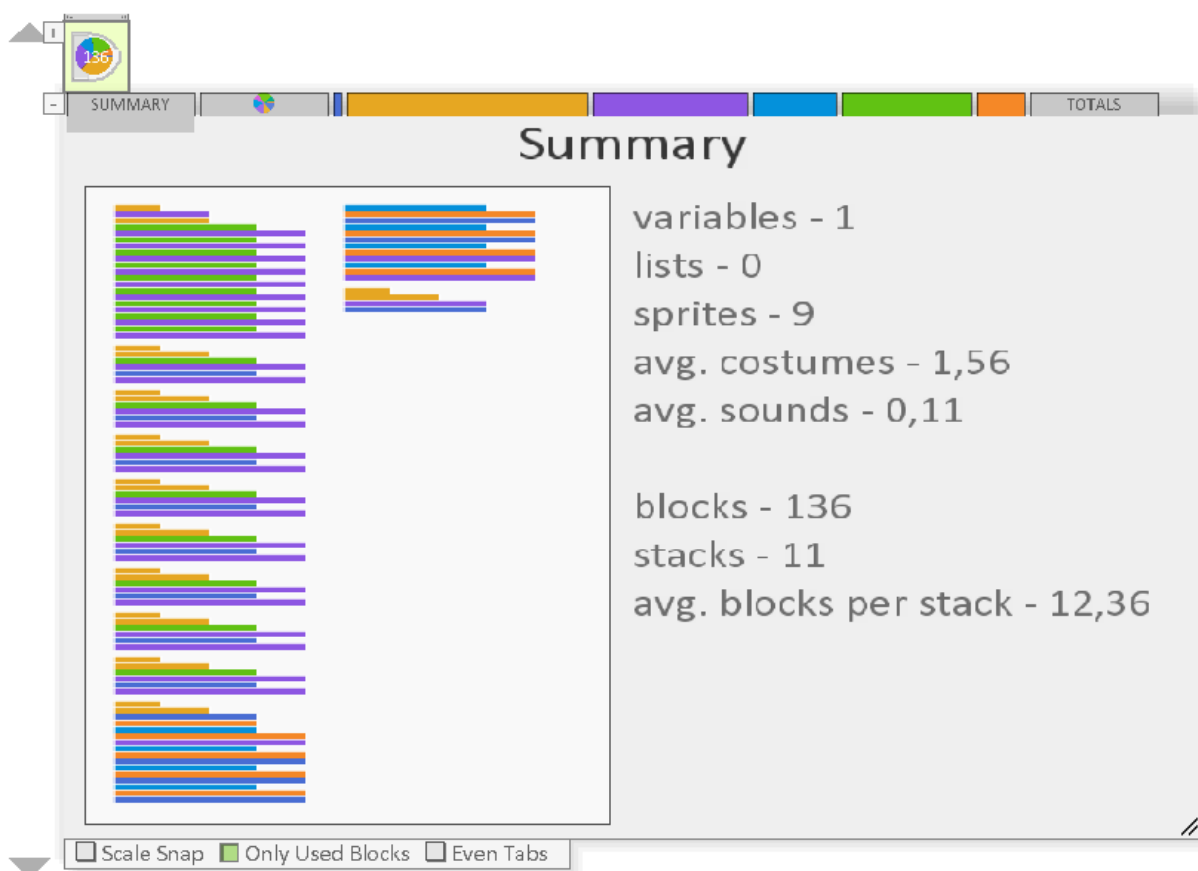 136
SUMMARY
TOTALS
Summary
variables - 1
lists - 0
sprites - 9
avg. costumes - 1,56
avg. sounds - 0,11
blocks - 136
stacks - 11
avg. blocks per stack - 12,36
Scale Snap Only Used Blocks Even Tabs